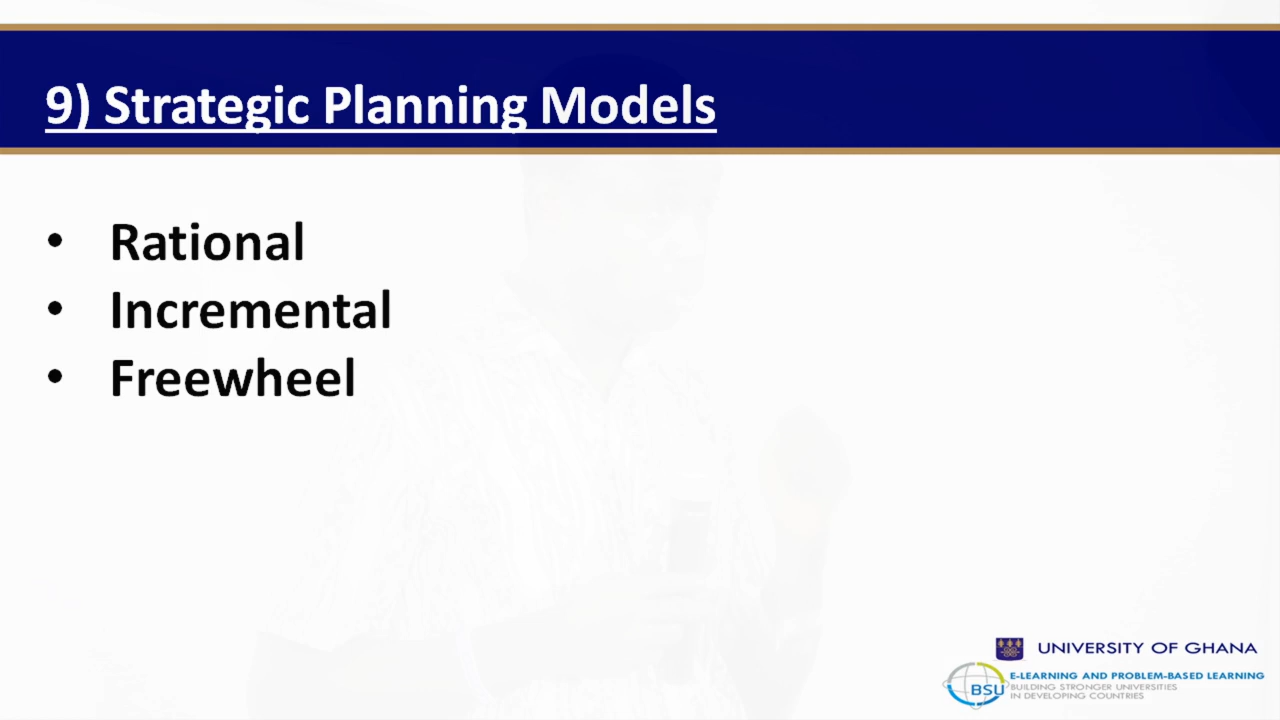 9) Strategic Planning Models
• Rational
• Incremental
• Freewheel
UNIVERSITY OF GHANA
BSU
E-LEARNING AND PROBLEM-BASED LEARNING
BUILDING STRONGER UNIVERSITIES
IN DEVELOPING COUNTRIES